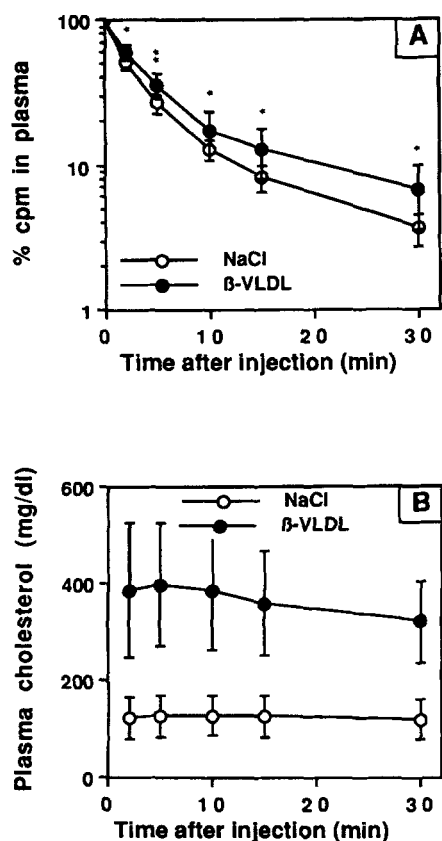 A
100
10
1
% cpm in plasma
* ** * * *
NaCl
ß-VLDL
0 10 20 30
Time after injection (min)
B
600
400
200
0
Plasma cholesterol (mg/dl)
NaCl
ß-VLDL
0 10 20 30
Time after injection (min)